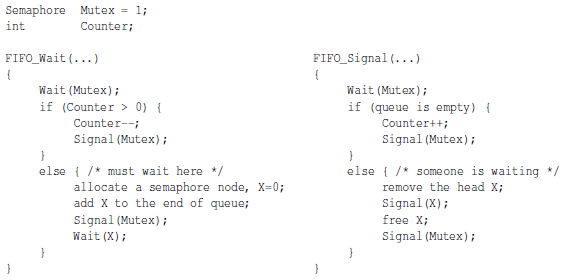 Semaphore  Mutex = 1;
int        Counter;
FIFO_Wait(...)
{
     Wait(Mutex);
     if (Counter > 0) {
          Counter--;
          Signal(Mutex);
     }
     else { /* must wait here */
          allocate a semaphore node, X=0;
          add X to the end of queue;
          Signal(Mutex);
          Wait(X);
     }
}
FIFO_Signal(...)
{
     Wait(Mutex);
     if (queue is empty) {
          Counter++;
          Signal(Mutex);
     }
     else { /* someone is waiting */
          remove the head X;
          Signal(X);
          free X;
          Signal(Mutex);
     }
}